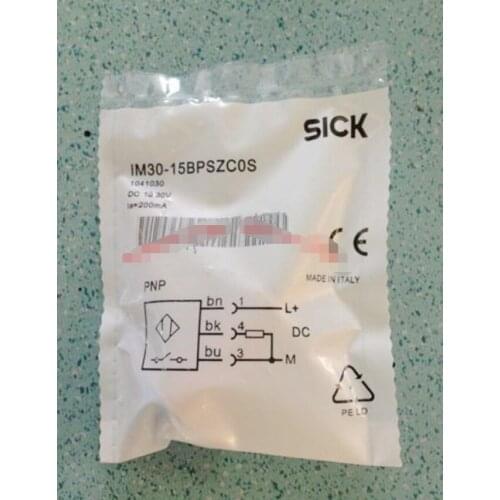 SICK
IM30-15BPSZC0S
1041030
DC 10 30V
Ia=200mA
CE
MADE IN ITALY
PNP
bn 1 L+
bk 4 DC
bu 3 M
PE LD